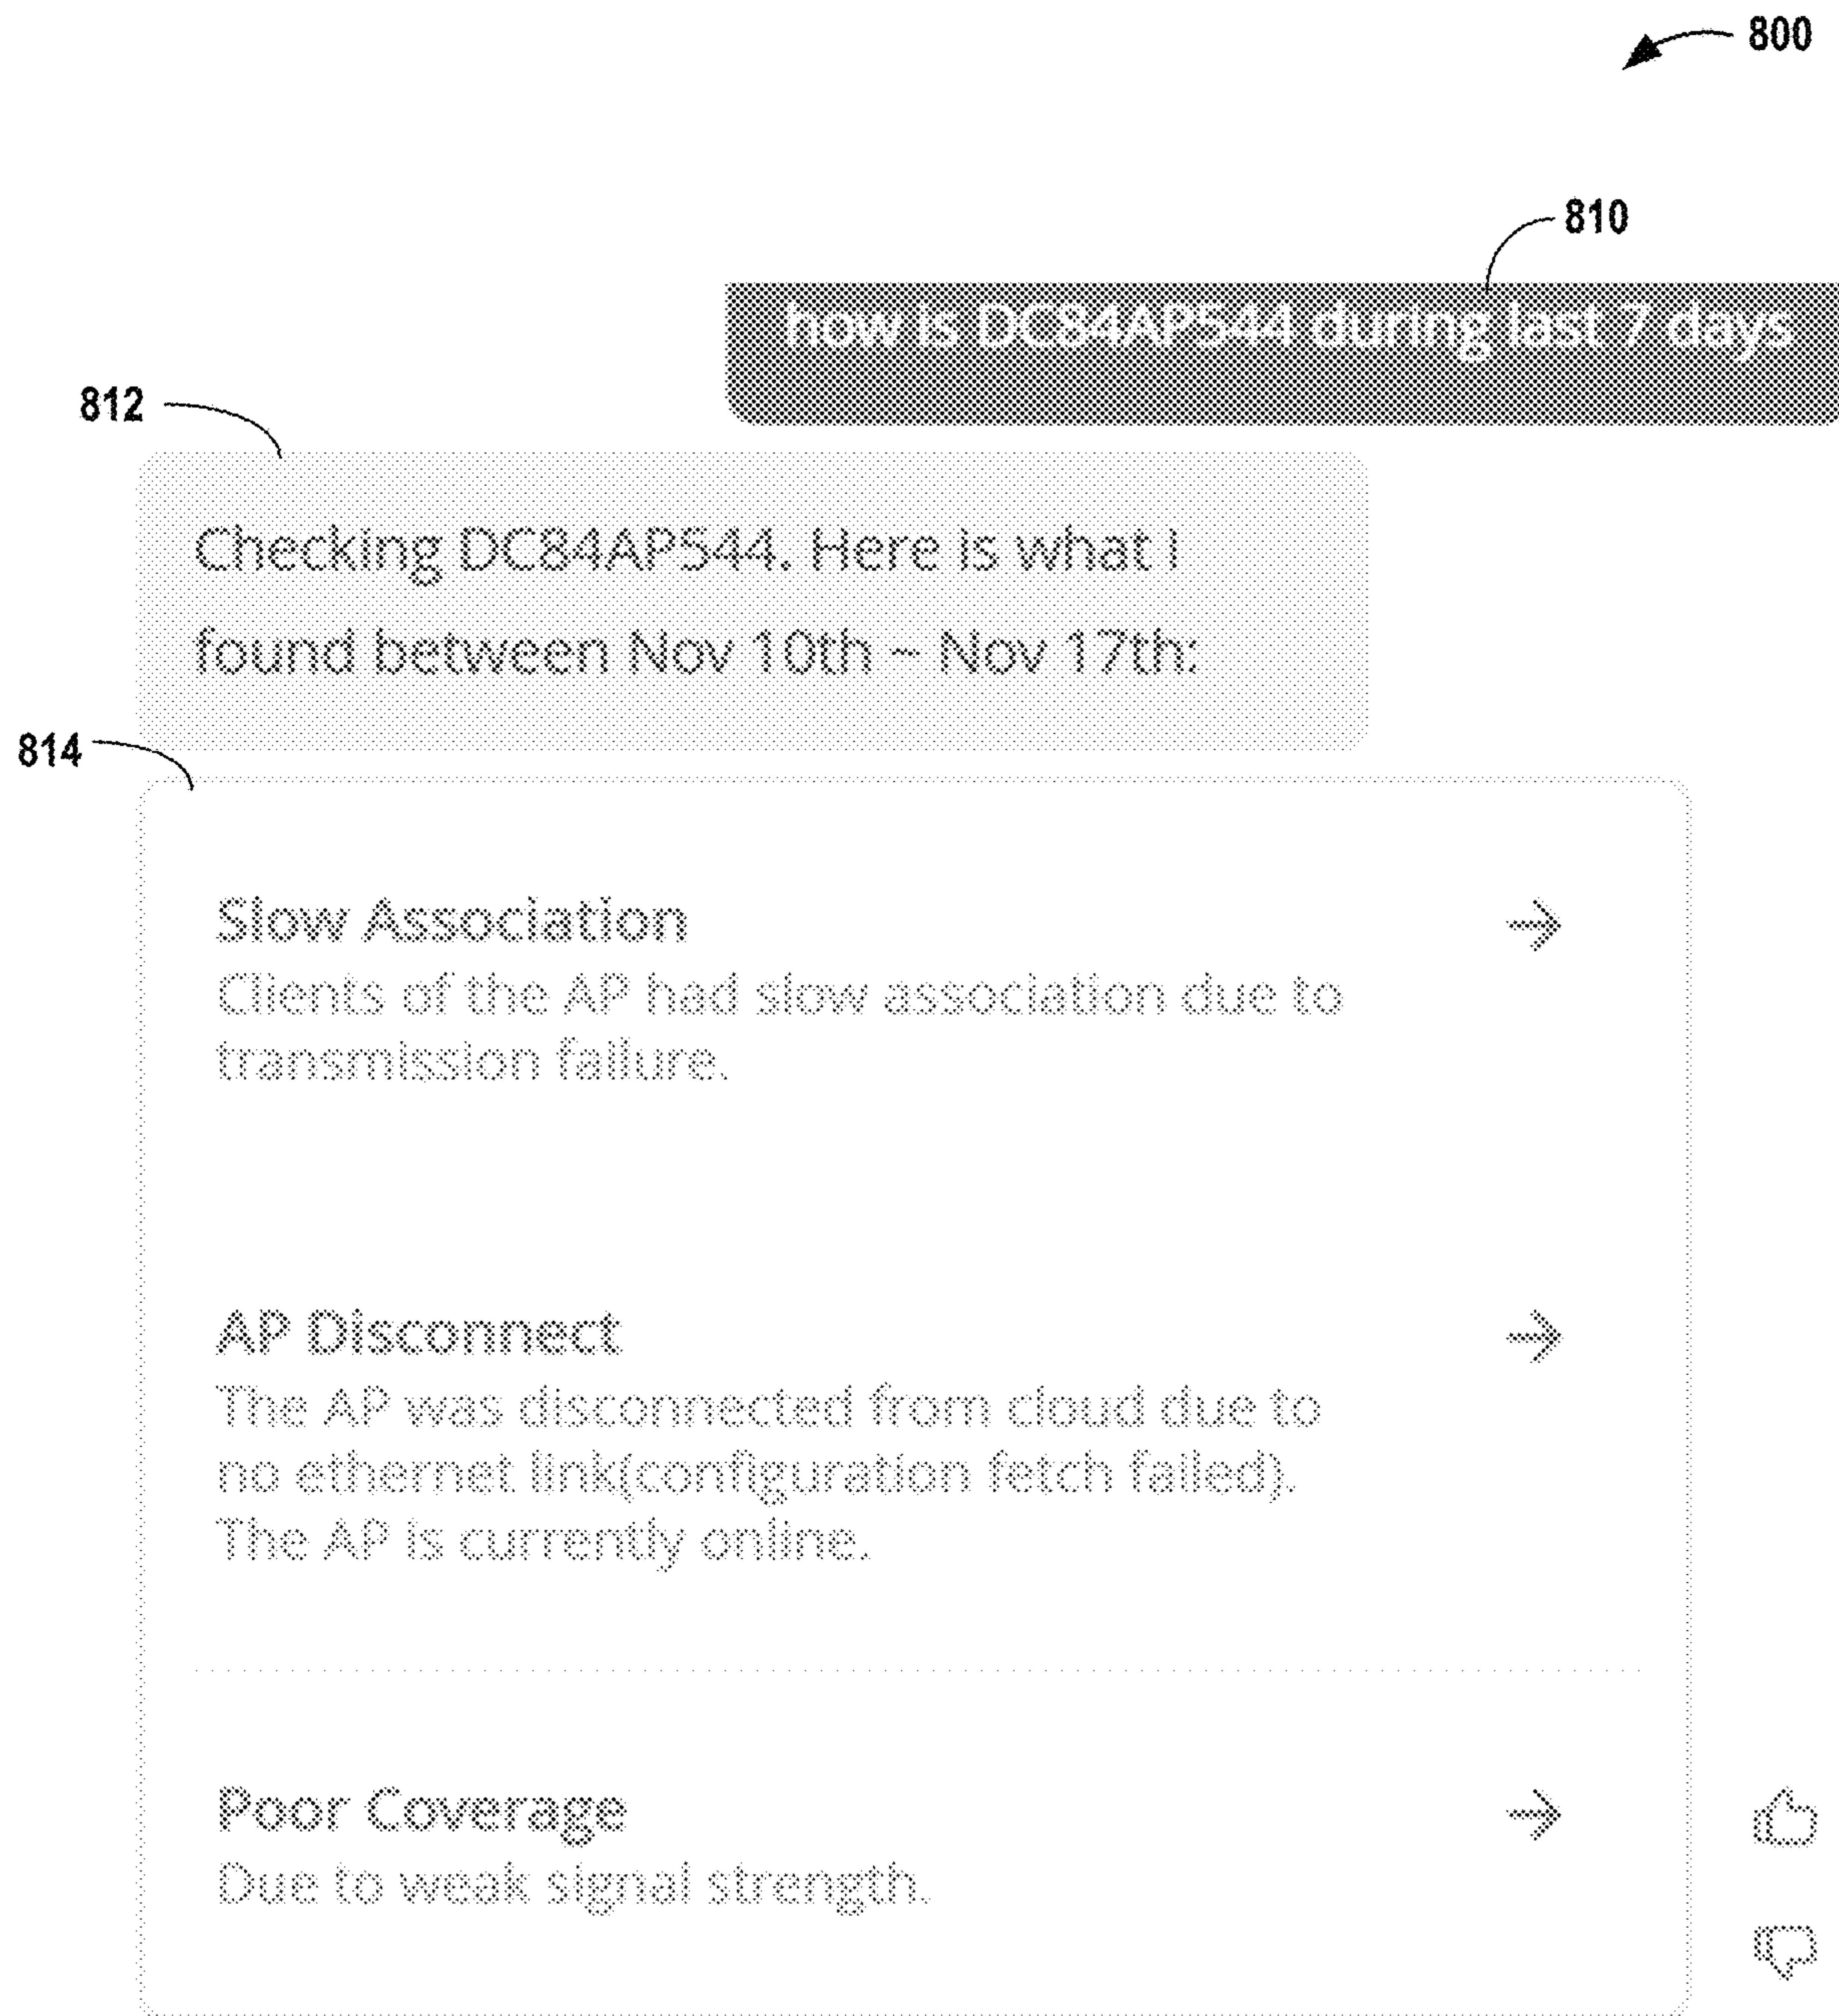 800
810
how is DC84AP544 during last 7 days
812
Checking DC84AP544. Here is what I
found between Nov 10th – Nov 17th:
814
Slow Association
Clients of the AP had slow association due to
transmission failure.
AP Disconnect
The AP was disconnected from cloud due to
no ethernet link(configuration fetch failed).
The AP is currently online.
Poor Coverage
Due to weak signal strength.